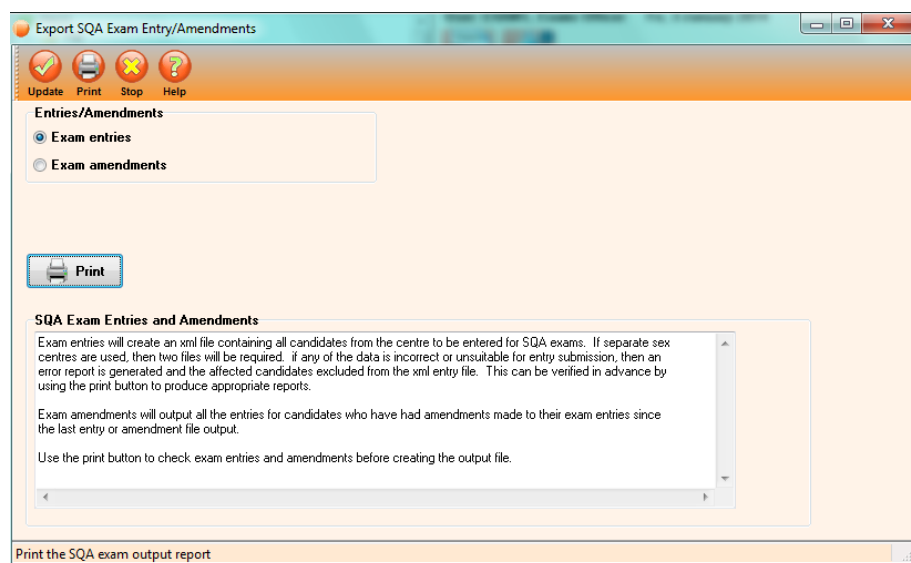 Export SQA Exam Entry/Amendments
Update Print Stop Help
Entries/Amendments
Exam entries
Exam amendments
Print
SQA Exam Entries and Amendments
Exam entries will create an xml file containing all candidates from the centre to be entered for SQA exams.  If separate sex
centres are used, then two files will be required.  if any of the data is incorrect or unsuitable for entry submission, then an
error report is generated and the affected candidates excluded from the xml entry file.  This can be verified in advance by
using the print button to produce appropriate reports.
Exam amendments will output all the entries for candidates who have had amendments made to their exam entries since
the last entry or amendment file output.
Use the print button to check exam entries and amendments before creating the output file.
Print the SQA exam output report